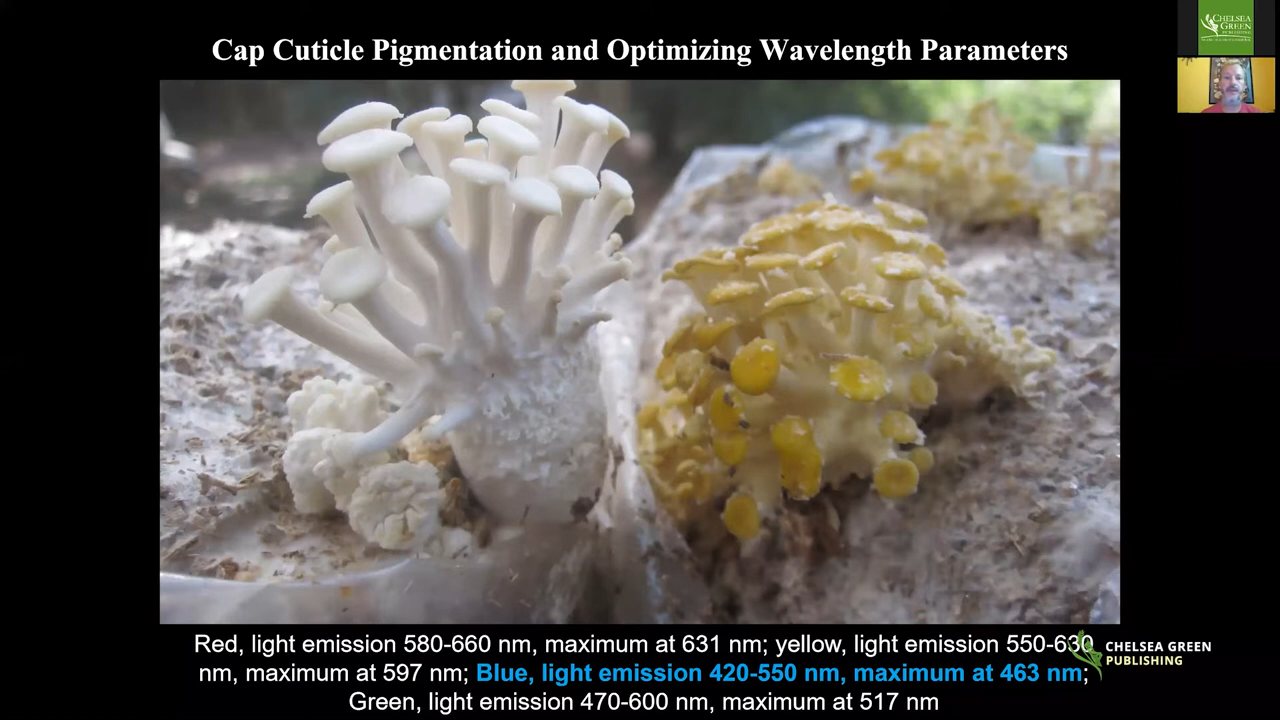 Cap Cuticle Pigmentation and Optimizing Wavelength Parameters
CHELSEA
GREEN
Red, light emission 580-660 nm, maximum at 631 nm; yellow, light emission 550-630
nm, maximum at 597 nm; Blue, light emission 420-550 nm, maximum at 463 nm;
Green, light emission 470-600 nm, maximum at 517 nm
CHELSEA GREEN
PUBLISHING